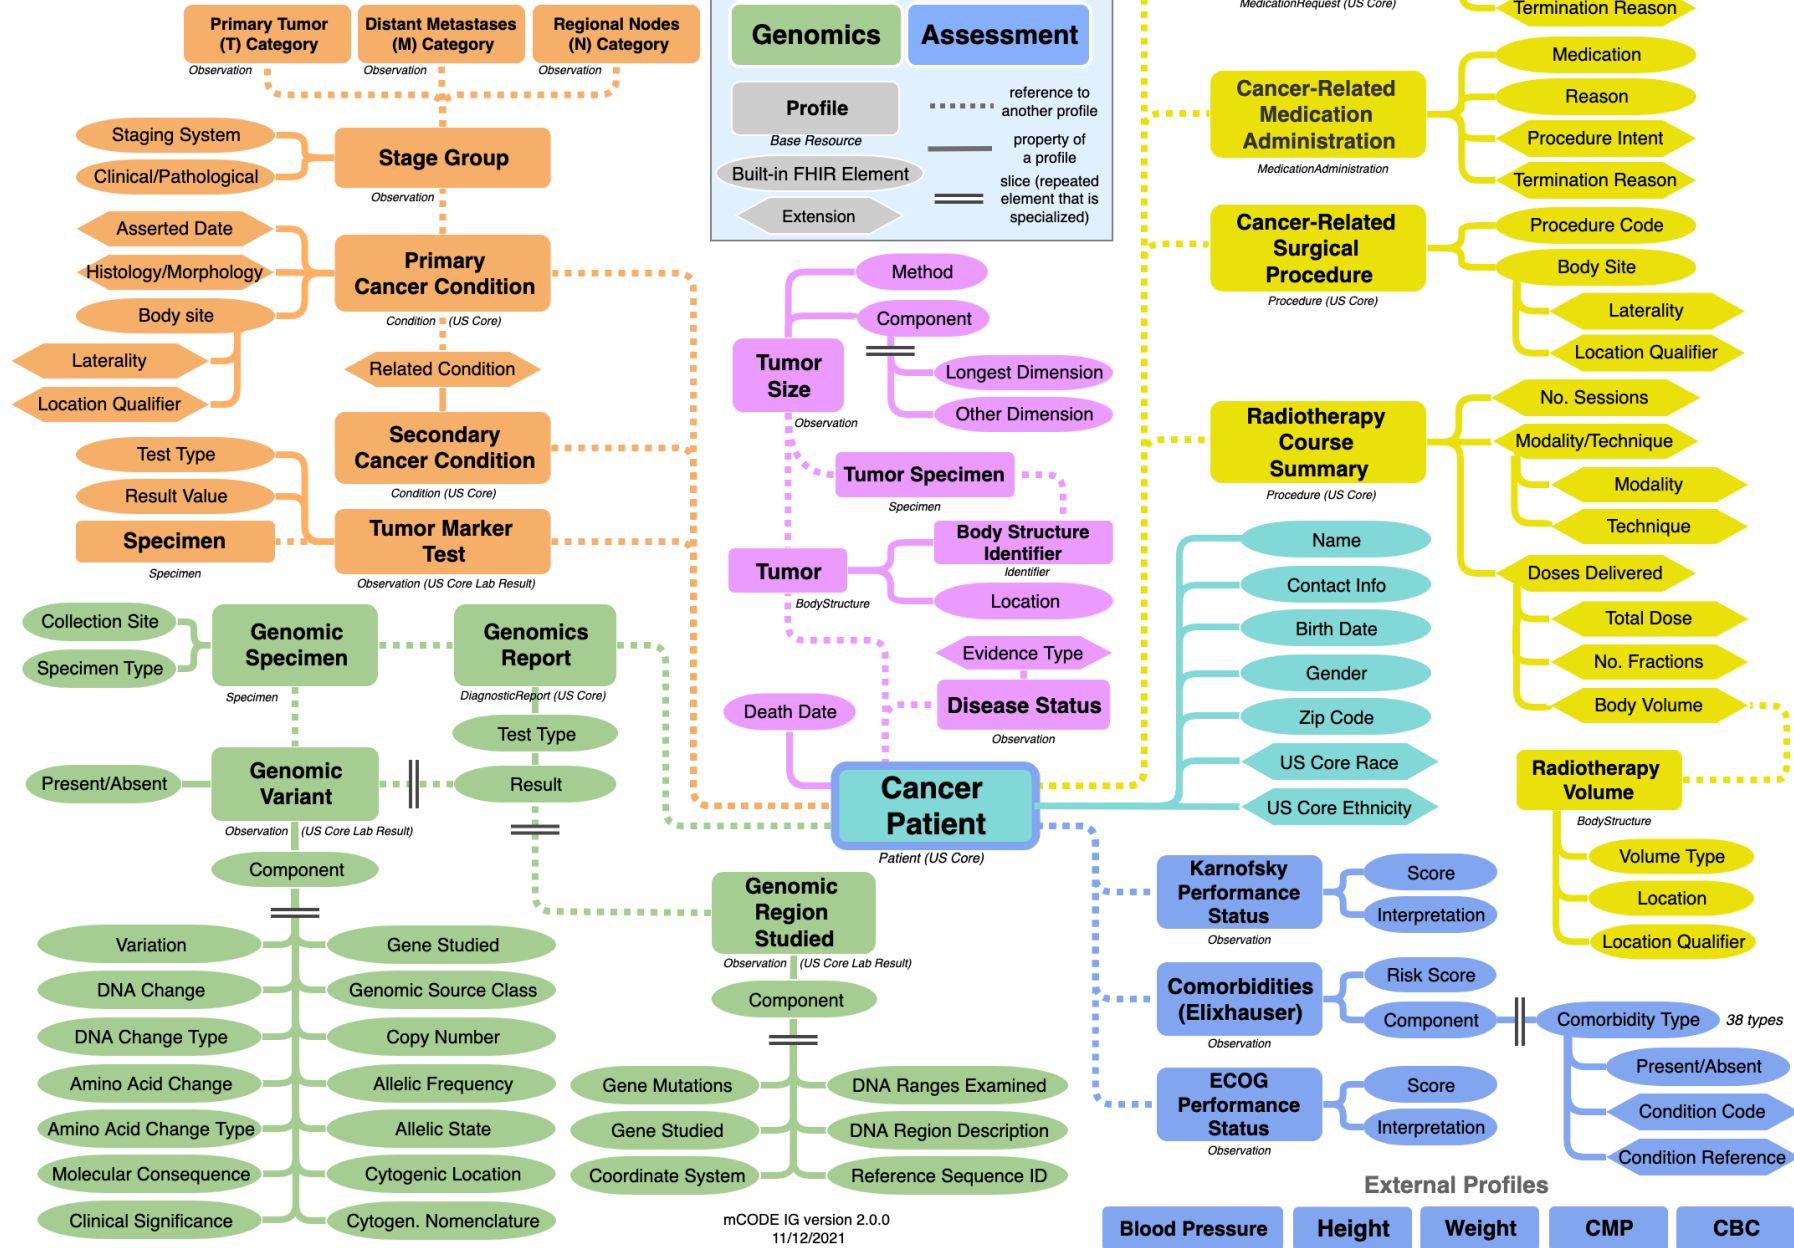 Primary Tumor
(T) Category
Observation
Distant Metastases
(M) Category
Observation
Regional Nodes
(N) Category
Observation
Staging System
Clinical/Pathological
Stage Group
Observation
Asserted Date
Histology/Morphology
Body site
Laterality
Location Qualifier
Primary
Cancer Condition
Condition (US Core)
Related Condition
Secondary
Cancer Condition
Condition (US Core)
Test Type
Result Value
Specimen
Specimen
Tumor Marker
Test
Observation (US Core Lab Result)
Genomics
Assessment
Profile
Base Resource
Built-in FHIR Element
Extension
reference to
another profile
property of
a profile
slice (repeated
element that is
specialized)
Method
Component
Tumor
Size
Observation
Longest Dimension
Other Dimension
Tumor Specimen
Specimen
Body Structure
Identifier
Identifier
Tumor
BodyStructure
Location
Evidence Type
Disease Status
Observation
Death Date
Cancer
Patient
Patient (US Core)
MedicationRequest (US Core)
Termination Reason
Cancer-Related
Medication
Administration
MedicationAdministration
Medication
Reason
Procedure Intent
Termination Reason
Cancer-Related
Surgical
Procedure
Procedure (US Core)
Procedure Code
Body Site
Laterality
Location Qualifier
Radiotherapy
Course
Summary
Procedure (US Core)
No. Sessions
Modality/Technique
Modality
Technique
Doses Delivered
Total Dose
No. Fractions
Body Volume
Radiotherapy
Volume
BodyStructure
Volume Type
Location
Location Qualifier
Name
Contact Info
Birth Date
Gender
Zip Code
US Core Race
US Core Ethnicity
Collection Site
Specimen Type
Genomic
Specimen
Specimen
Genomics
Report
DiagnosticReport (US Core)
Test Type
Result
Present/Absent
Genomic
Variant
Observation (US Core Lab Result)
Component
Variation
Gene Studied
DNA Change
Genomic Source Class
DNA Change Type
Copy Number
Amino Acid Change
Allelic Frequency
Amino Acid Change Type
Allelic State
Molecular Consequence
Cytogenic Location
Clinical Significance
Cytogen. Nomenclature
Genomic
Region
Studied
Observation (US Core Lab Result)
Component
Gene Mutations
DNA Ranges Examined
Gene Studied
DNA Region Description
Coordinate System
Reference Sequence ID
mCODE IG version 2.0.0
11/12/2021
Karnofsky
Performance
Status
Observation
Score
Interpretation
Comorbidities
(Elixhauser)
Observation
Risk Score
Component
Comorbidity Type
38 types
Present/Absent
Condition Code
Condition Reference
ECOG
Performance
Status
Observation
Score
Interpretation
External Profiles
Blood Pressure
Height
Weight
CMP
CBC